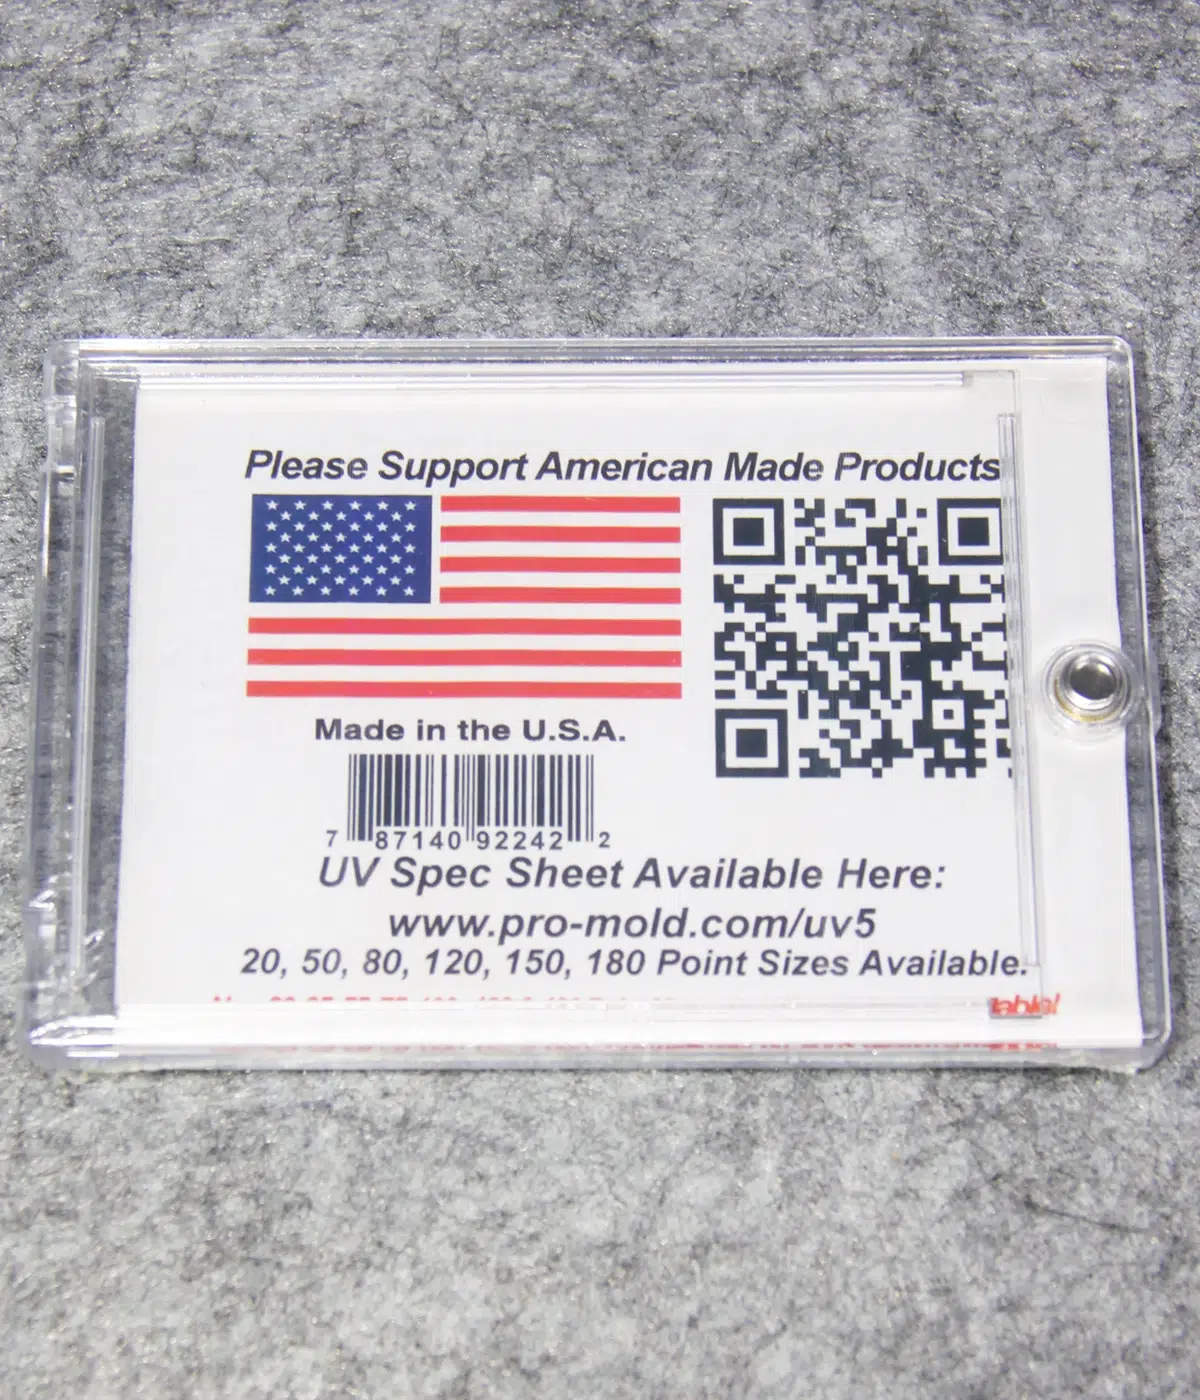 Please Support American Made Products
Made in the U.S.A.
7 87140 92242 2
UV Spec Sheet Available Here:
www.pro-mold.com/uv5
20, 50, 80, 120, 150, 180 Point Sizes Available.